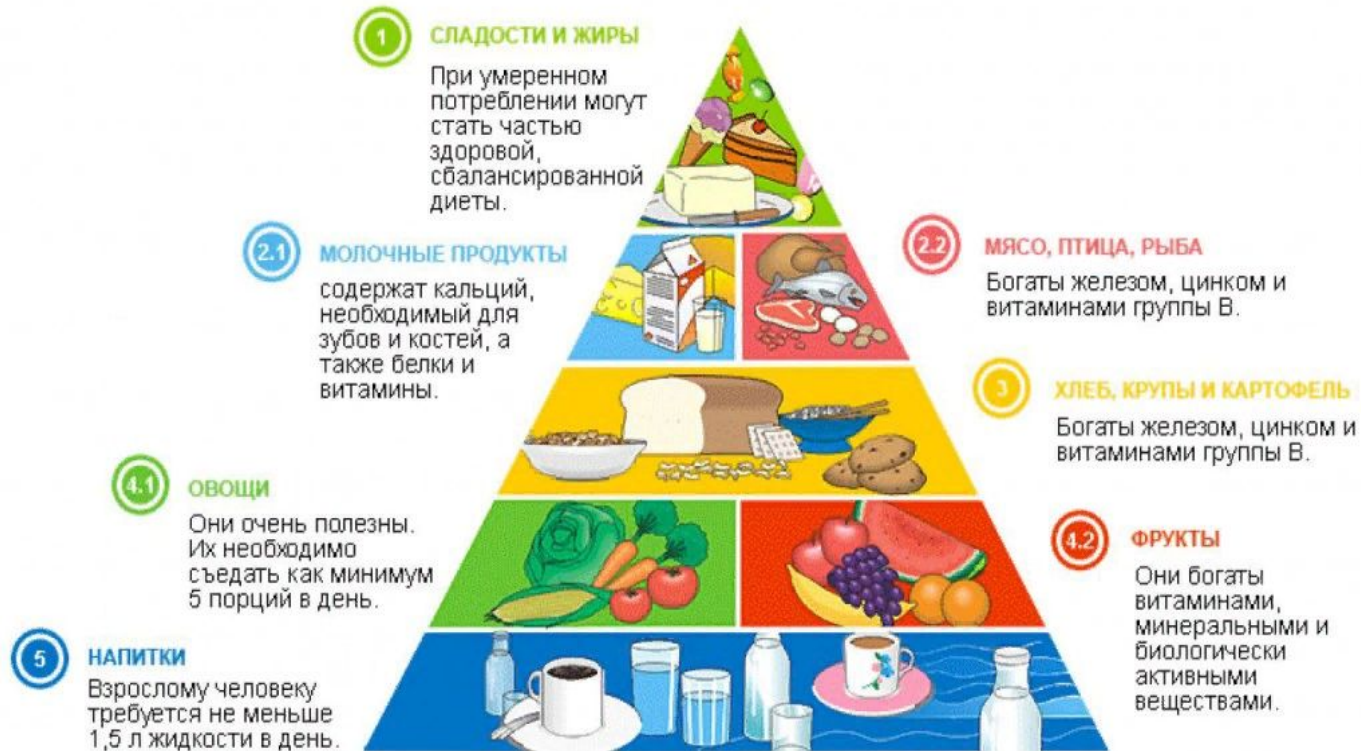 1 СЛАДОСТИ И ЖИРЫ
При умеренном
потреблении могут
стать частью
здоровой,
сбалансированной
диеты.
2.1 МОЛОЧНЫЕ ПРОДУКТЫ
содержат кальций,
необходимый для
зубов и костей, а
также белки и
витамины.
2.2 МЯСО, ПТИЦА, РЫБА
Богаты железом, цинком и
витаминами группы В.
3 ХЛЕБ, КРУПЫ И КАРТОФЕЛЬ
Богаты железом, цинком и
витаминами группы В.
4.1 ОВОЩИ
Они очень полезны.
Их необходимо
съедать как минимум
5 порций в день.
4.2 ФРУКТЫ
Они богаты
витаминами,
минеральными и
биологически
активными
веществами.
5 НАПИТКИ
Взрослому человеку
требуется не меньше
1,5 л жидкости в день.